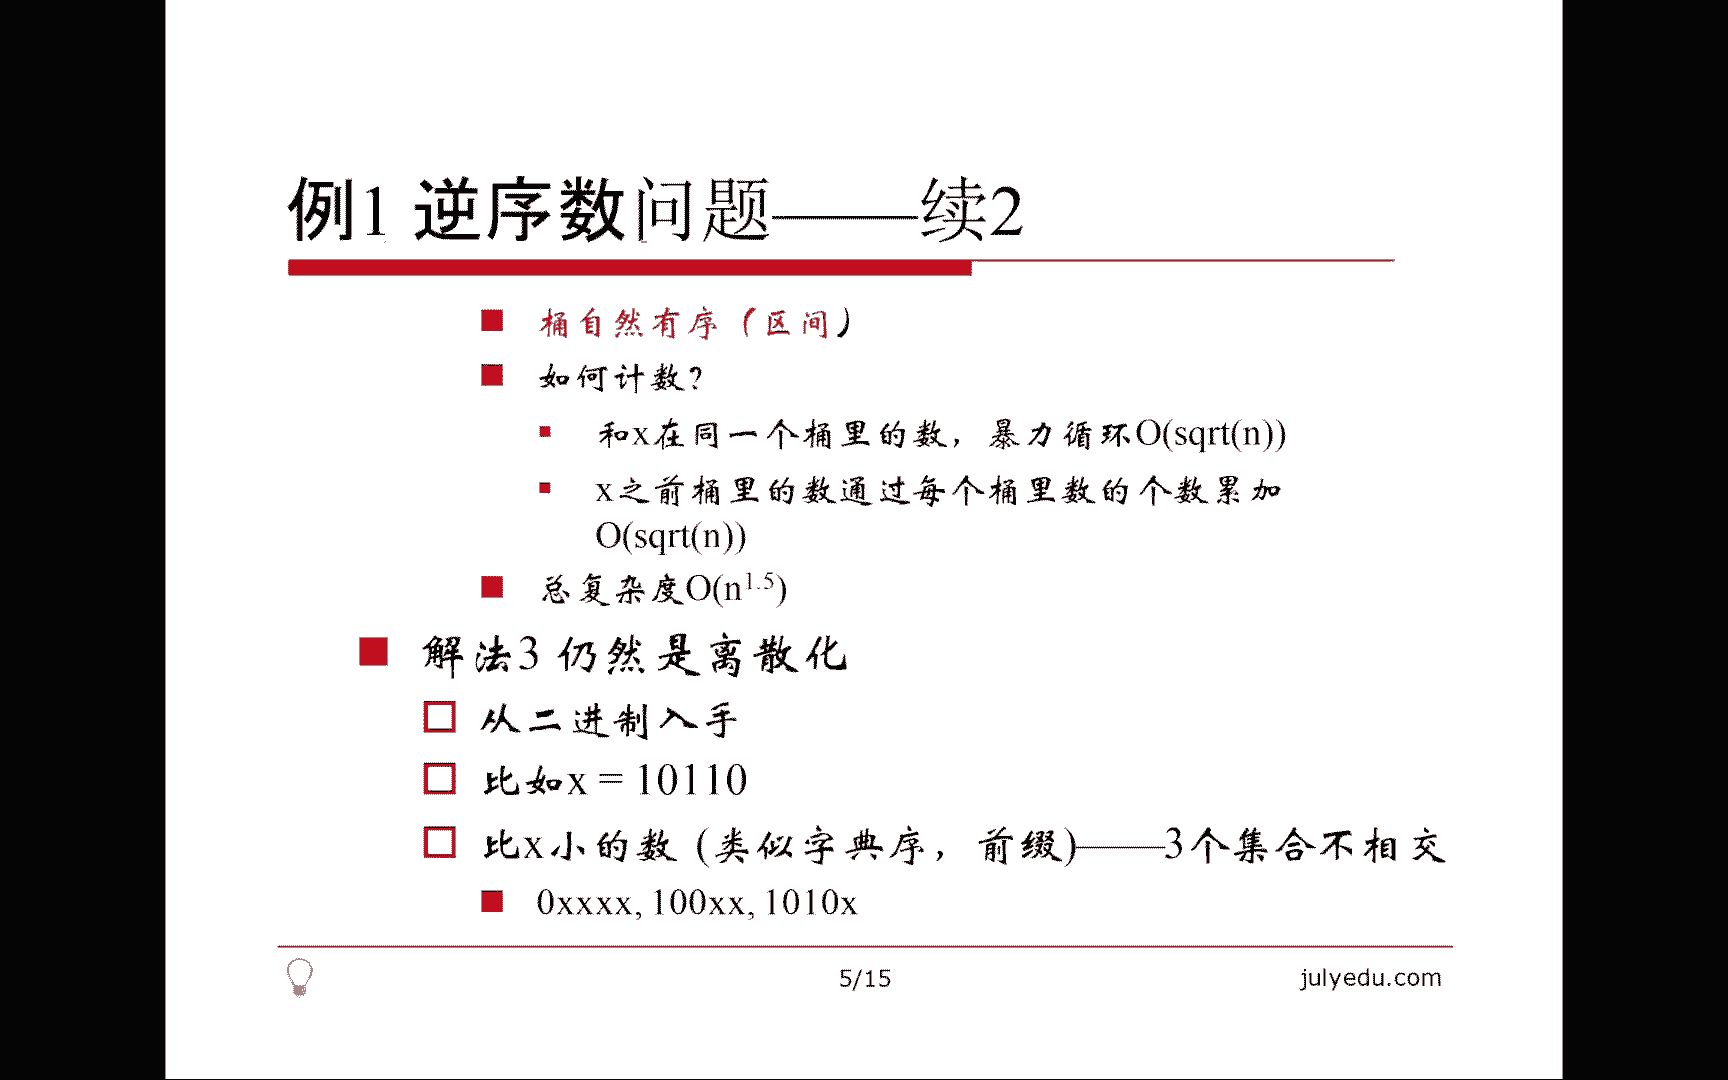 例1 逆序数问题——续2
桶自然有序（区间）
如何计数?
和x在同一个桶里的数，暴力循环O(sqrt(n))
x之前桶里的数通过每个桶里数的个数累加
O(sqrt(n))
总复杂度O(n^1.5)
解法3 仍然是离散化
从二进制入手
比如x = 10110
比x小的数 (类似字典序，前缀)——3个集合不相交
0xxxx, 100xx, 1010x
5/15
julyedu.com